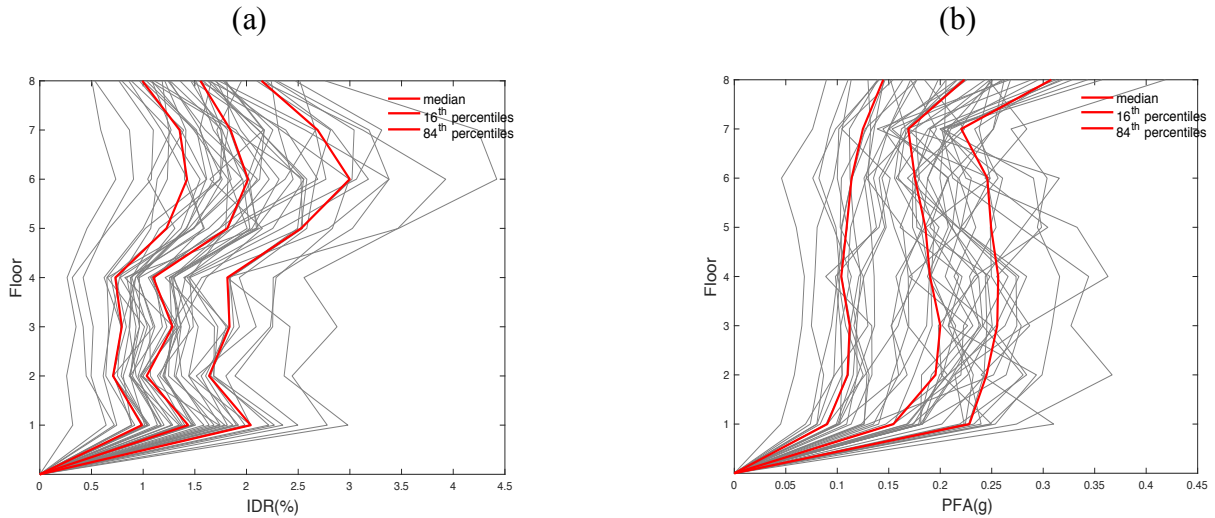 (a)
(b)
8
7
6
5
4
3
2
1
0
0 0.5 1 1.5 2 2.5 3 3.5 4 4.5
Floor
IDR(%)
median
16th percentiles
84th percentiles
8
7
6
5
4
3
2
1
0 0.05 0.1 0.15 0.2 0.25 0.3 0.35 0.4 0.45
Floor
PFA(g)
median
16th percentiles
84th percentiles